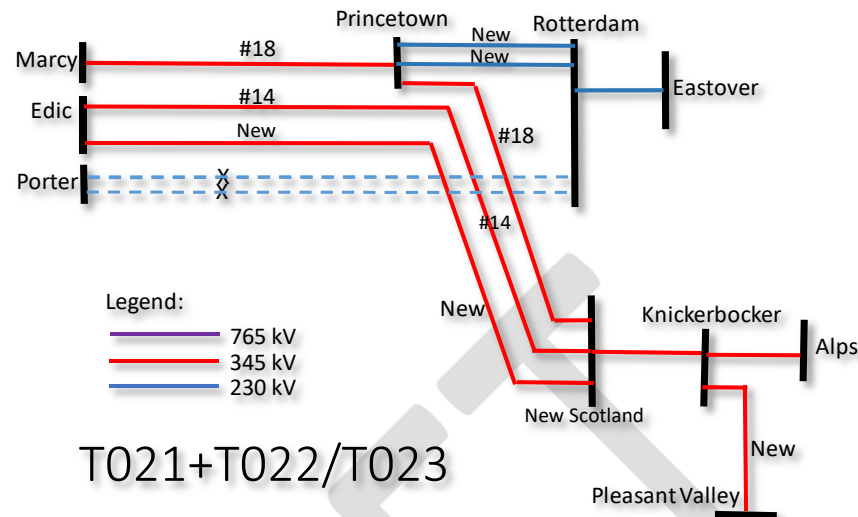 Princetown
Rotterdam
New
New
#18
Marcy
Eastover
#14
Edic
New
#18
X
X
Porter
#14
Legend:
New
Knickerbocker
765 kV
345 kV
Alps
230 kV
New Scotland
New
T021+T022/T023
Pleasant Valley